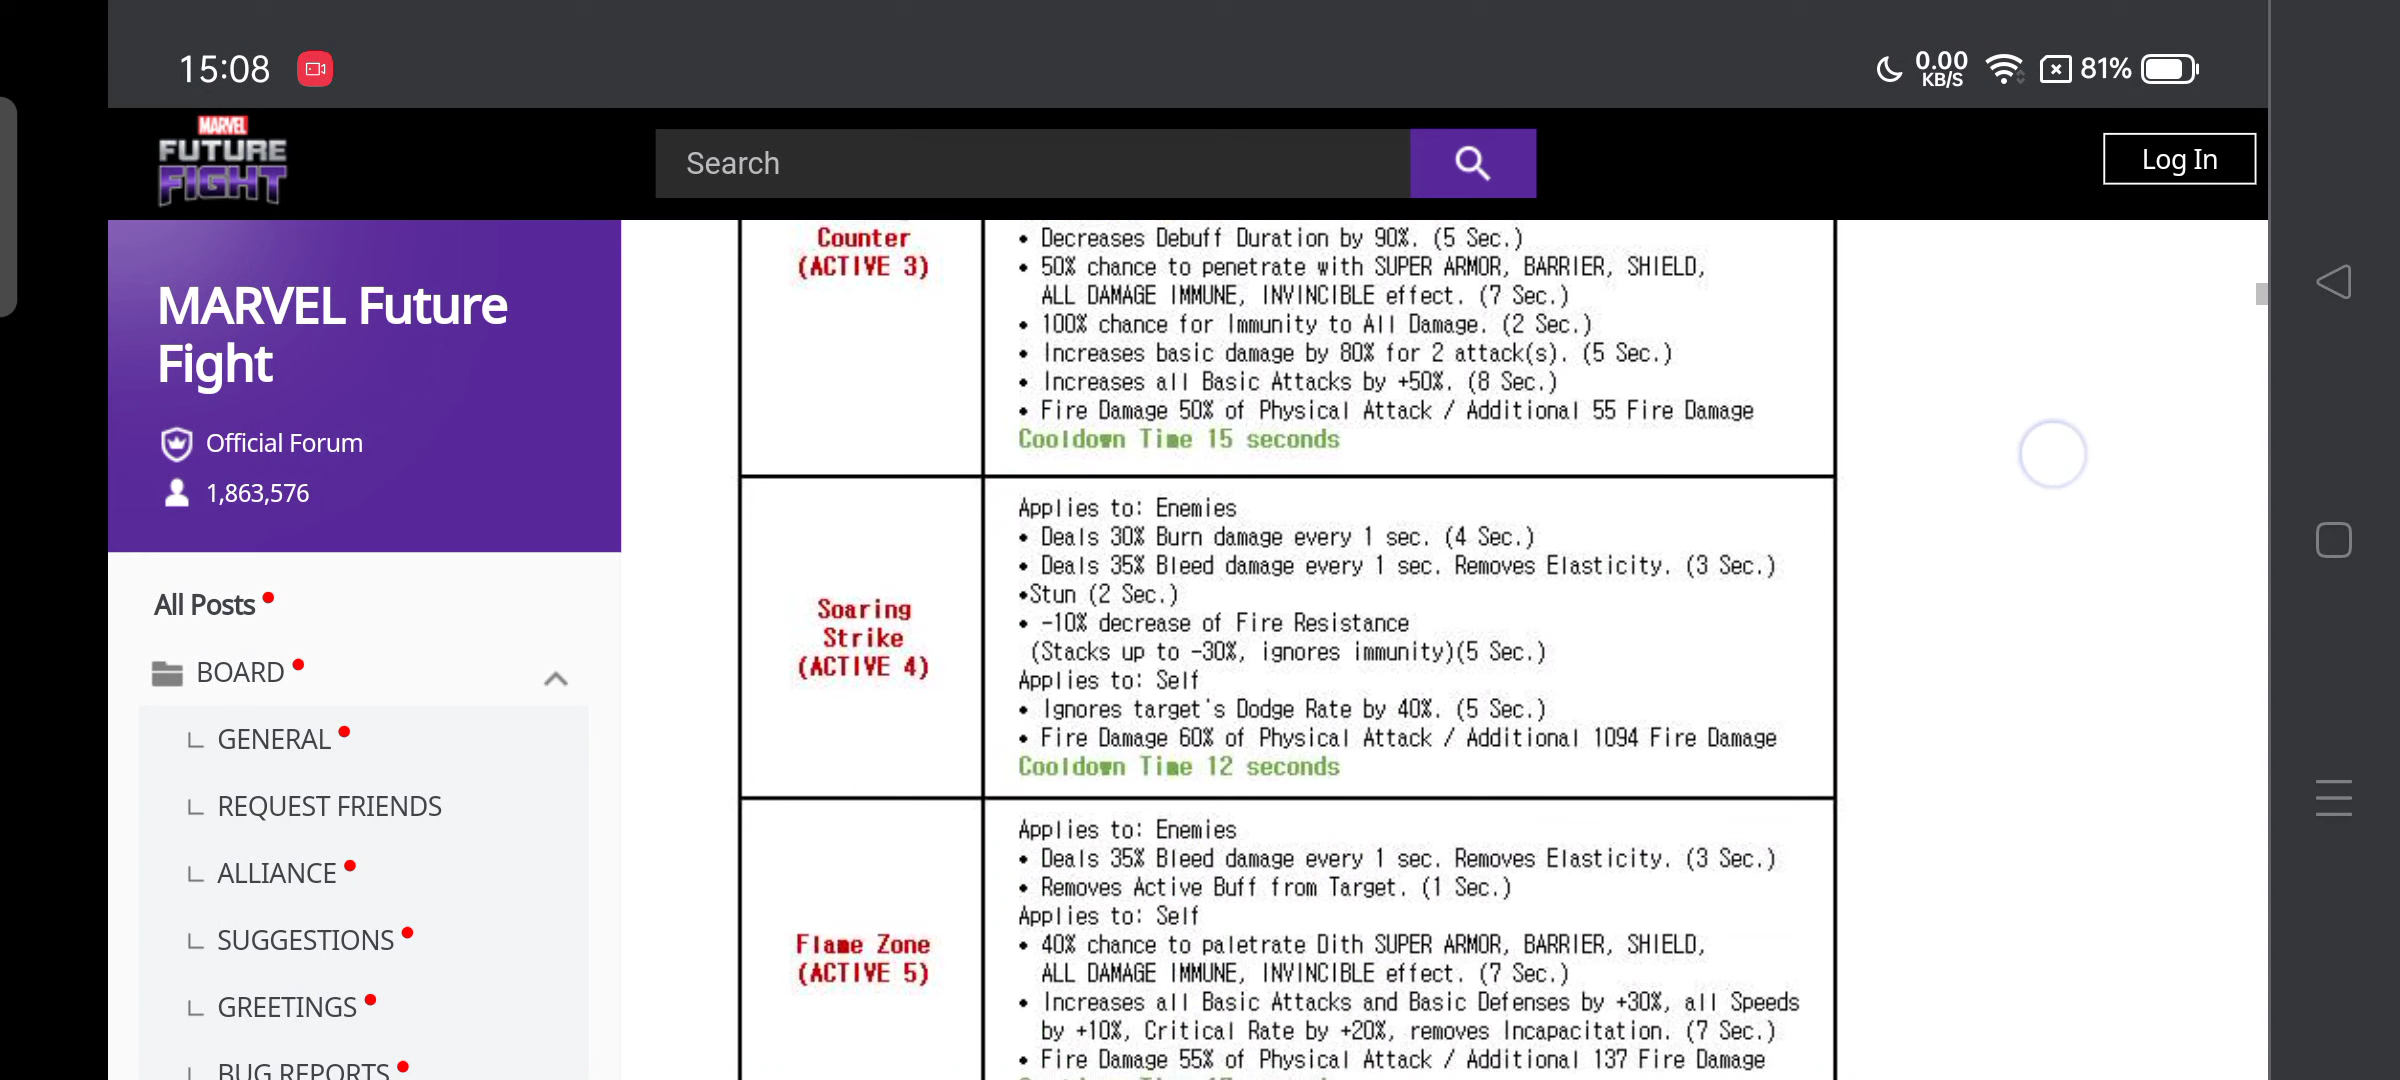 15:08
0.00
KB/S
81%
MARVEL
FUTURE
FIGHT
Search
Log In
MARVEL Future
Fight
Official Forum
1,863,576
All Posts
BOARD
GENERAL
REQUEST FRIENDS
ALLIANCE
SUGGESTIONS
GREETINGS
BUG REPORTS
Counter
(ACTIVE 3)
• Decreases Debuff Duration by 90%. (5 Sec.)
• 50% chance to penetrate with SUPER ARMOR, BARRIER, SHIELD,
ALL DAMAGE IMMUNE, INVINCIBLE effect. (7 Sec.)
• 100% chance for Immunity to All Damage. (2 Sec.)
• Increases basic damage by 80% for 2 attack(s). (5 Sec.)
• Increases all Basic Attacks by +50%. (8 Sec.)
• Fire Damage 50% of Physical Attack / Additional 55 Fire Damage
Cooldown Time 15 seconds
Soaring
Strike
(ACTIVE 4)
Applies to: Enemies
• Deals 30% Burn damage every 1 sec. (4 Sec.)
• Deals 35% Bleed damage every 1 sec. Removes Elasticity. (3 Sec.)
•Stun (2 Sec.)
• -10% decrease of Fire Resistance
(Stacks up to -30%, ignores immunity)(5 Sec.)
Applies to: Self
• Ignores target's Dodge Rate by 40%. (5 Sec.)
• Fire Damage 60% of Physical Attack / Additional 1094 Fire Damage
Cooldown Time 12 seconds
Flame Zone
(ACTIVE 5)
Applies to: Enemies
• Deals 35% Bleed damage every 1 sec. Removes Elasticity. (3 Sec.)
• Removes Active Buff from Target. (1 Sec.)
Applies to: Self
• 40% chance to paletrate Dith SUPER ARMOR, BARRIER, SHIELD,
ALL DAMAGE IMMUNE, INVINCIBLE effect. (7 Sec.)
• Increases all Basic Attacks and Basic Defenses by +30%, all Speeds
by +10%, Critical Rate by +20%, removes Incapacitation. (7 Sec.)
• Fire Damage 55% of Physical Attack / Additional 137 Fire Damage